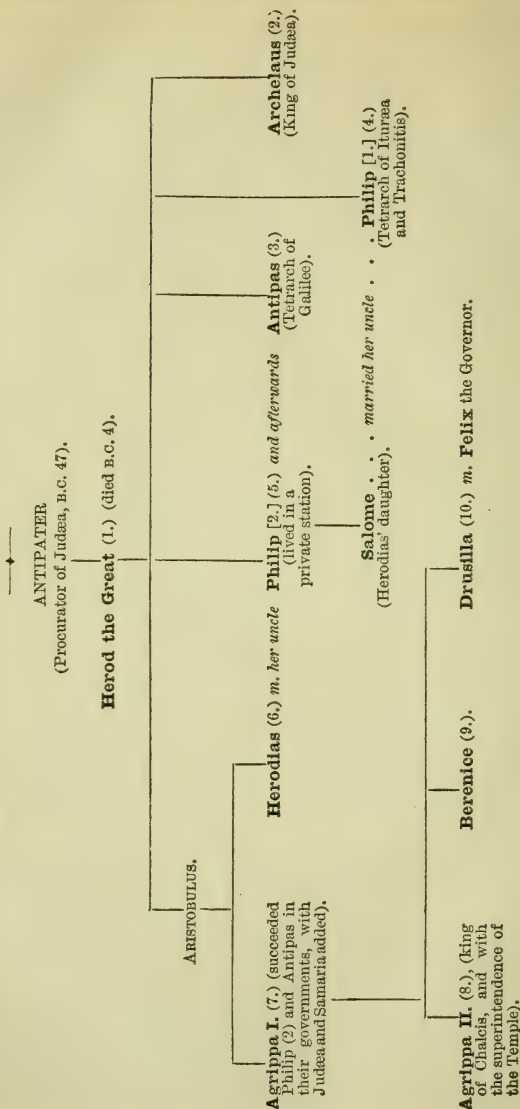 ANTIPATER
(Procurator of Judæa, B.C. 47).
Herod the Great (1.) (died B.C. 4).
ARISTOBULUS.
Herodias (6.) m. her uncle Philip [2.] (5.) and afterwards Antipas (3.) Archelaus (2.)
(lived in a (Tetrarch of (King of Judæa).
private station). Galilee).
Agrippa I. (7.) (succeeded
Philip (2) and Antipas in
their governments, with
Judæa and Samaria added).
Salome . . . married her uncle . . . Philip [1.] (4.)
(Herodias' daughter). (Tetrarch of Ituræa
and Trachonitis).
Agrippa II. (8.), (king Berenice (9.). Drusilla (10.) m. Felix the Governor.
of Chalcis, and with
the superintendence of
the Temple).